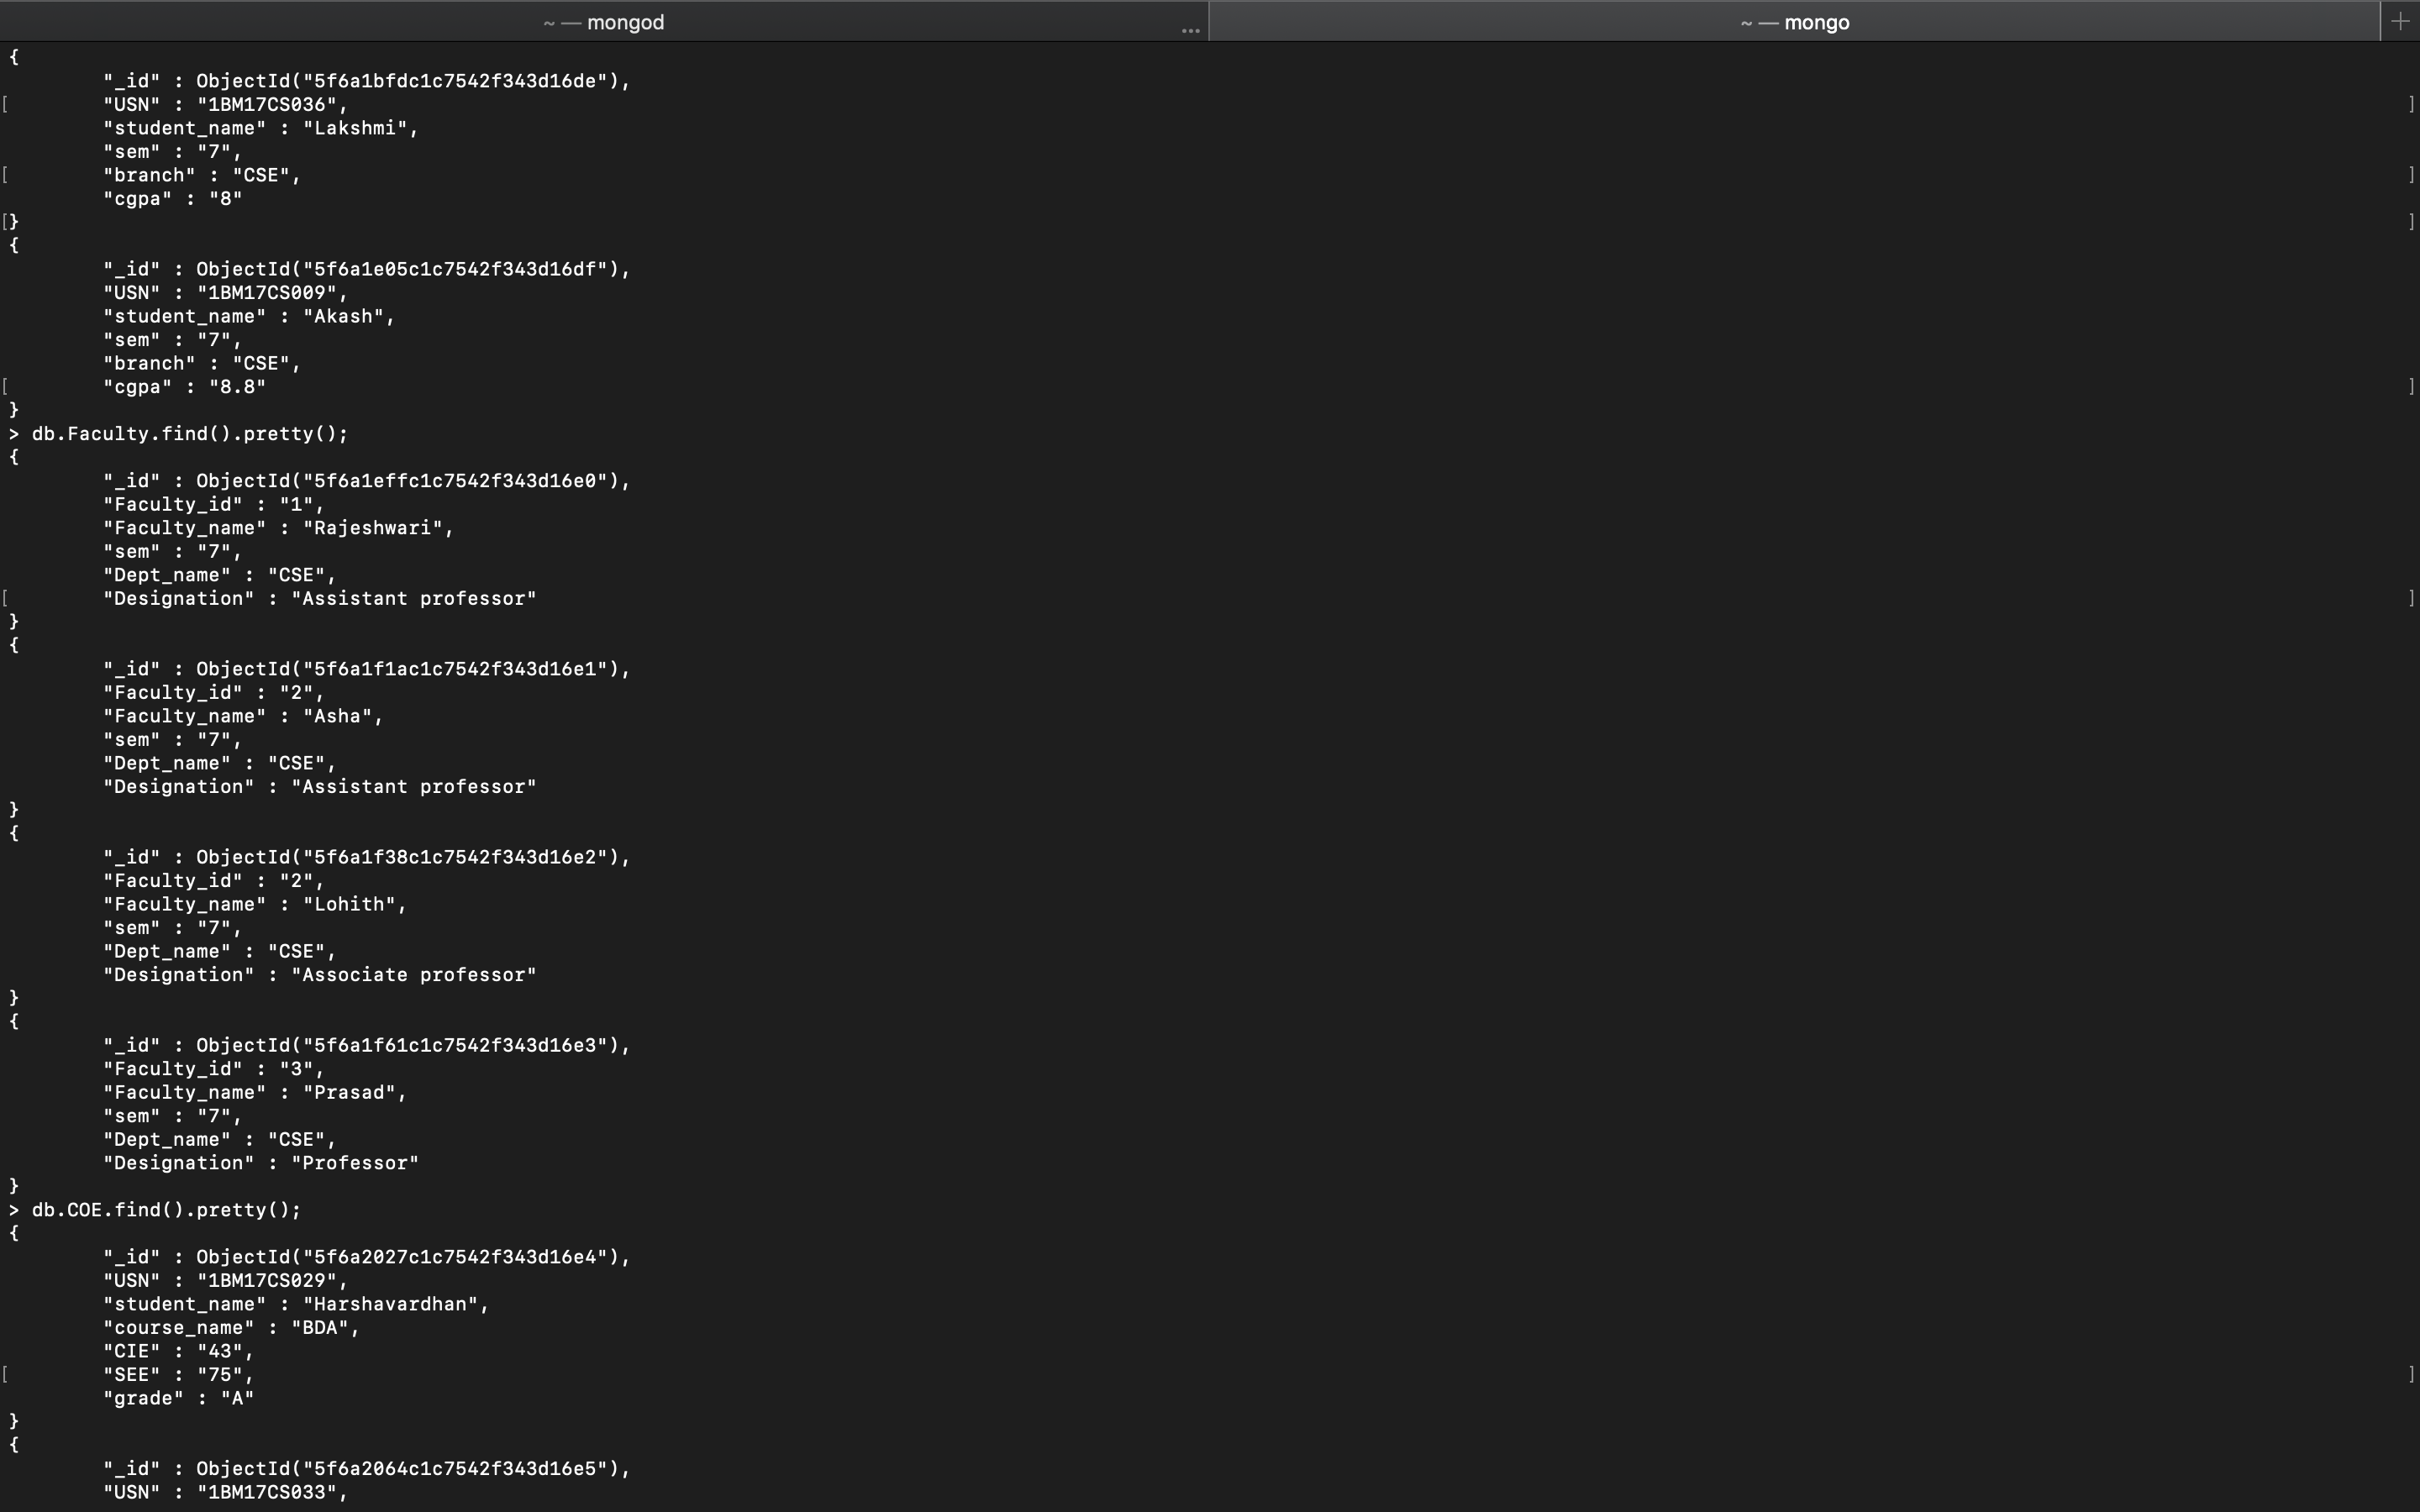 ~ — mongod
...
~ — mongo
+
{
"_id" : ObjectId("5f6a1bfdc1c7542f343d16de"),
[ "USN" : "1BM17CS036", ]
"student_name" : "Lakshmi",
"sem" : "7",
[ "branch" : "CSE", ]
"cgpa" : "8"
[} ]
{
"_id" : ObjectId("5f6a1e05c1c7542f343d16df"),
"USN" : "1BM17CS009",
"student_name" : "Akash",
"sem" : "7",
"branch" : "CSE",
[ "cgpa" : "8.8" ]
}
> db.Faculty.find().pretty();
{
"_id" : ObjectId("5f6a1effc1c7542f343d16e0"),
"Faculty_id" : "1",
"Faculty_name" : "Rajeshwari",
"sem" : "7",
"Dept_name" : "CSE",
[ "Designation" : "Assistant professor" ]
}
{
"_id" : ObjectId("5f6a1f1ac1c7542f343d16e1"),
"Faculty_id" : "2",
"Faculty_name" : "Asha",
"sem" : "7",
"Dept_name" : "CSE",
"Designation" : "Assistant professor"
}
{
"_id" : ObjectId("5f6a1f38c1c7542f343d16e2"),
"Faculty_id" : "2",
"Faculty_name" : "Lohith",
"sem" : "7",
"Dept_name" : "CSE",
"Designation" : "Associate professor"
}
{
"_id" : ObjectId("5f6a1f61c1c7542f343d16e3"),
"Faculty_id" : "3",
"Faculty_name" : "Prasad",
"sem" : "7",
"Dept_name" : "CSE",
"Designation" : "Professor"
}
> db.COE.find().pretty();
{
"_id" : ObjectId("5f6a2027c1c7542f343d16e4"),
"USN" : "1BM17CS029",
"student_name" : "Harshavardhan",
"course_name" : "BDA",
"CIE" : "43",
[ "SEE" : "75", ]
"grade" : "A"
}
{
"_id" : ObjectId("5f6a2064c1c7542f343d16e5"),
"USN" : "1BM17CS033",